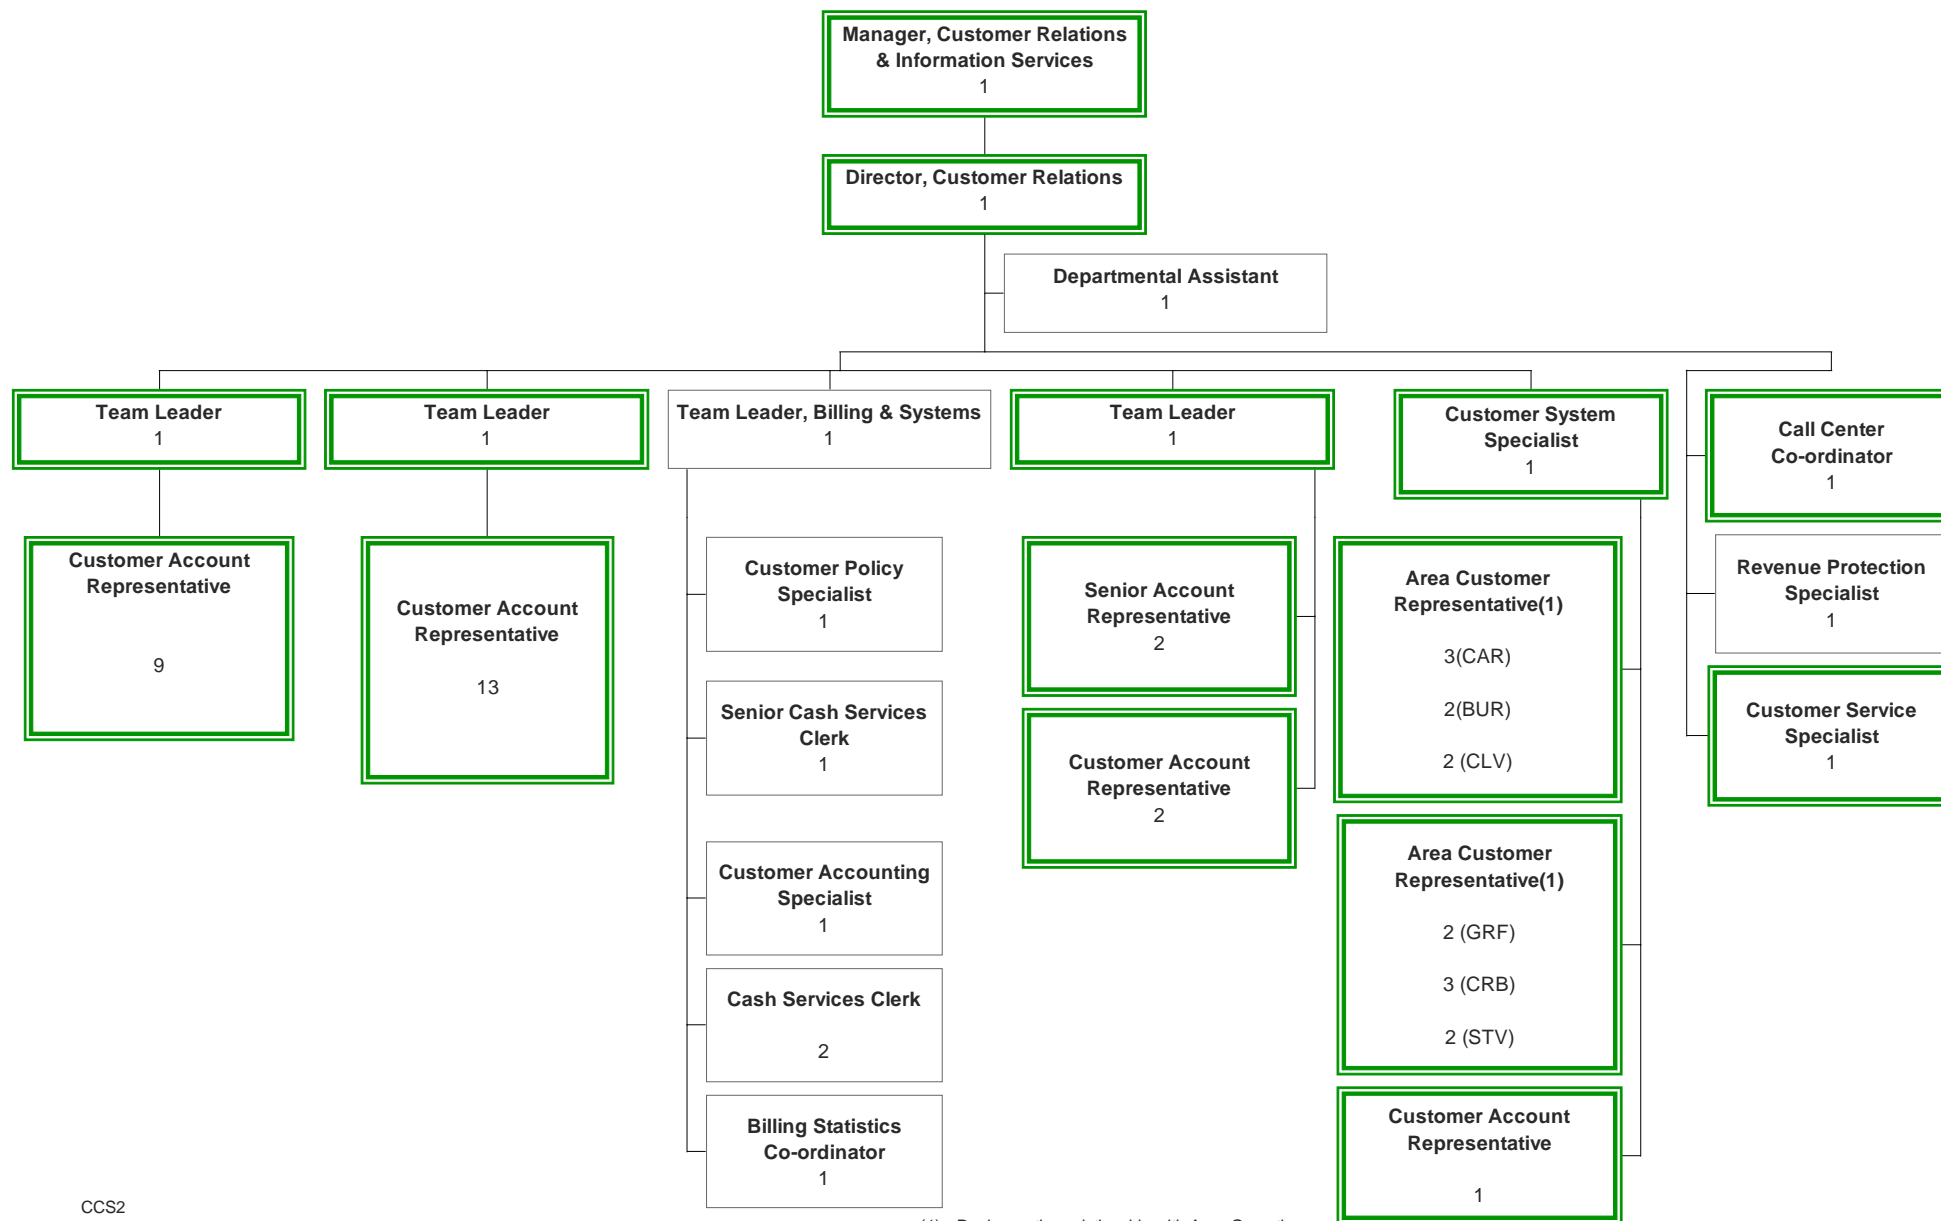 Manager, Customer Relations
& Information Services
1
Director, Customer Relations
1
Departmental Assistant
1
Team Leader
1
Team Leader
1
Team Leader, Billing & Systems
1
Team Leader
1
Customer System
Specialist
1
Call Center
Co-ordinator
1
Customer Account
Representative
9
Customer Account
Representative
13
Customer Policy
Specialist
1
Senior Cash Services
Clerk
1
Customer Accounting
Specialist
1
Cash Services Clerk
2
Billing Statistics
Co-ordinator
1
Senior Account
Representative
2
Customer Account
Representative
2
Area Customer
Representative(1)
3(CAR)
2(BUR)
2 (CLV)
Area Customer
Representative(1)
2 (GRF)
3 (CRB)
2 (STV)
Customer Account
Representative
1
Revenue Protection
Specialist
1
Customer Service
Specialist
1
CCS2